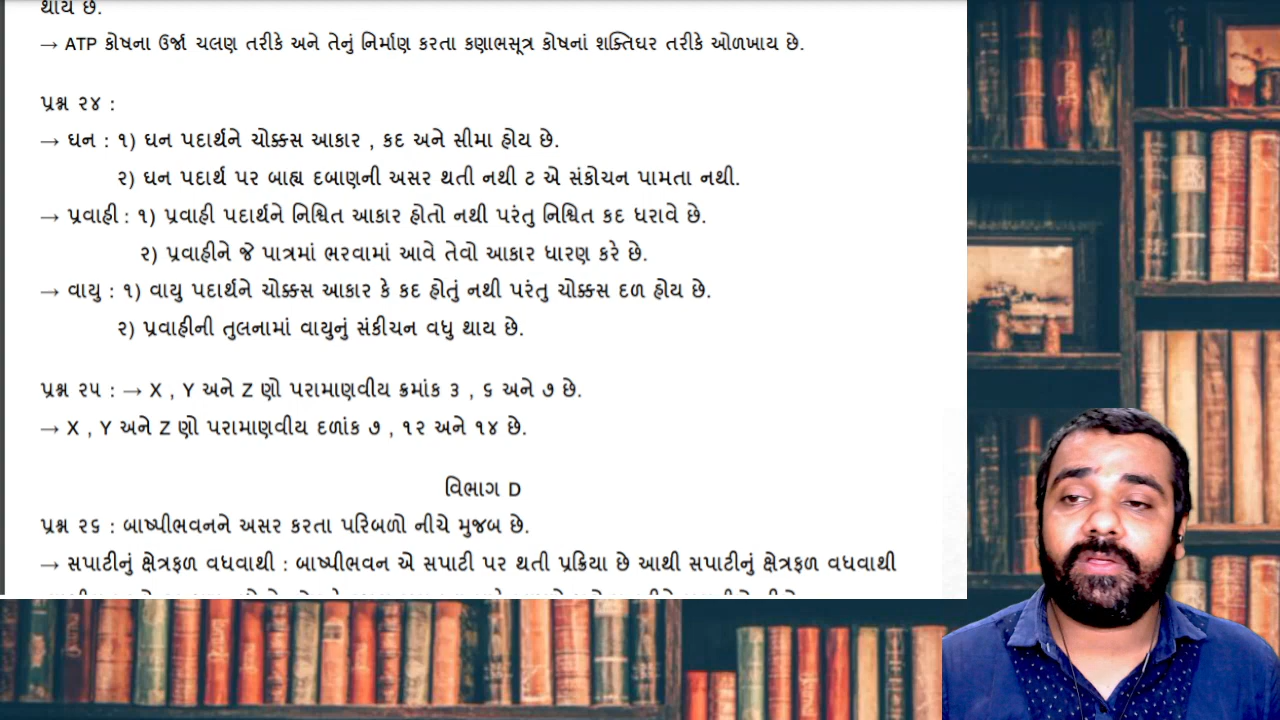 થાય છે.
→ ATP કોષના ઉર્જા ચલણ તરીકે અને તેનું નિર્માણ કરતા કણાભસૂત્ર કોષનાં શક્તિઘર તરીકે ઓળખાય છે.
પ્રશ્ન ૨૪ :
→ ઘન : ૧) ઘન પદાર્થને ચોક્ક્સ આકાર , કદ અને સીમા હોય છે.
૨) ઘન પદાર્થ પર બાહ્ય દબાણની અસર થતી નથી ટ એ સંકોચન પામતા નથી.
→ પ્રવાહી : ૧) પ્રવાહી પદાર્થને નિશ્ચિત આકાર હોતો નથી પરંતુ નિશ્ચિત કદ ધરાવે છે.
૨) પ્રવાહીને જે પાત્રમાં ભરવામાં આવે તેવો આકાર ધારણ કરે છે.
→ વાયુ : ૧) વાયુ પદાર્થને ચોક્ક્સ આકાર કે કદ હોતું નથી પરંતુ ચોક્ક્સ દળ હોય છે.
૨) પ્રવાહીની તુલનામાં વાયુનું સંકીચન વધુ થાય છે.
પ્રશ્ન ૨૫ : → X , Y અને Z ણો પરામાણવીય ક્રમાંક ૩ , ૬ અને ૭ છે.
→ X , Y અને Z ણો પરામાણવીય દળાંક ૭ , ૧૨ અને ૧૪ છે.
વિભાગ D
પ્રશ્ન ૨૬ : બાષ્પીભવનને અસર કરતા પરિબળો નીચે મુજબ છે.
→ સપાટીનું ક્ષેત્રફળ વધવાથી : બાષ્પીભવન એ સપાટી પર થતી પ્રક્રિયા છે આથી સપાટીનું ક્ષેત્રફળ વધવાથી